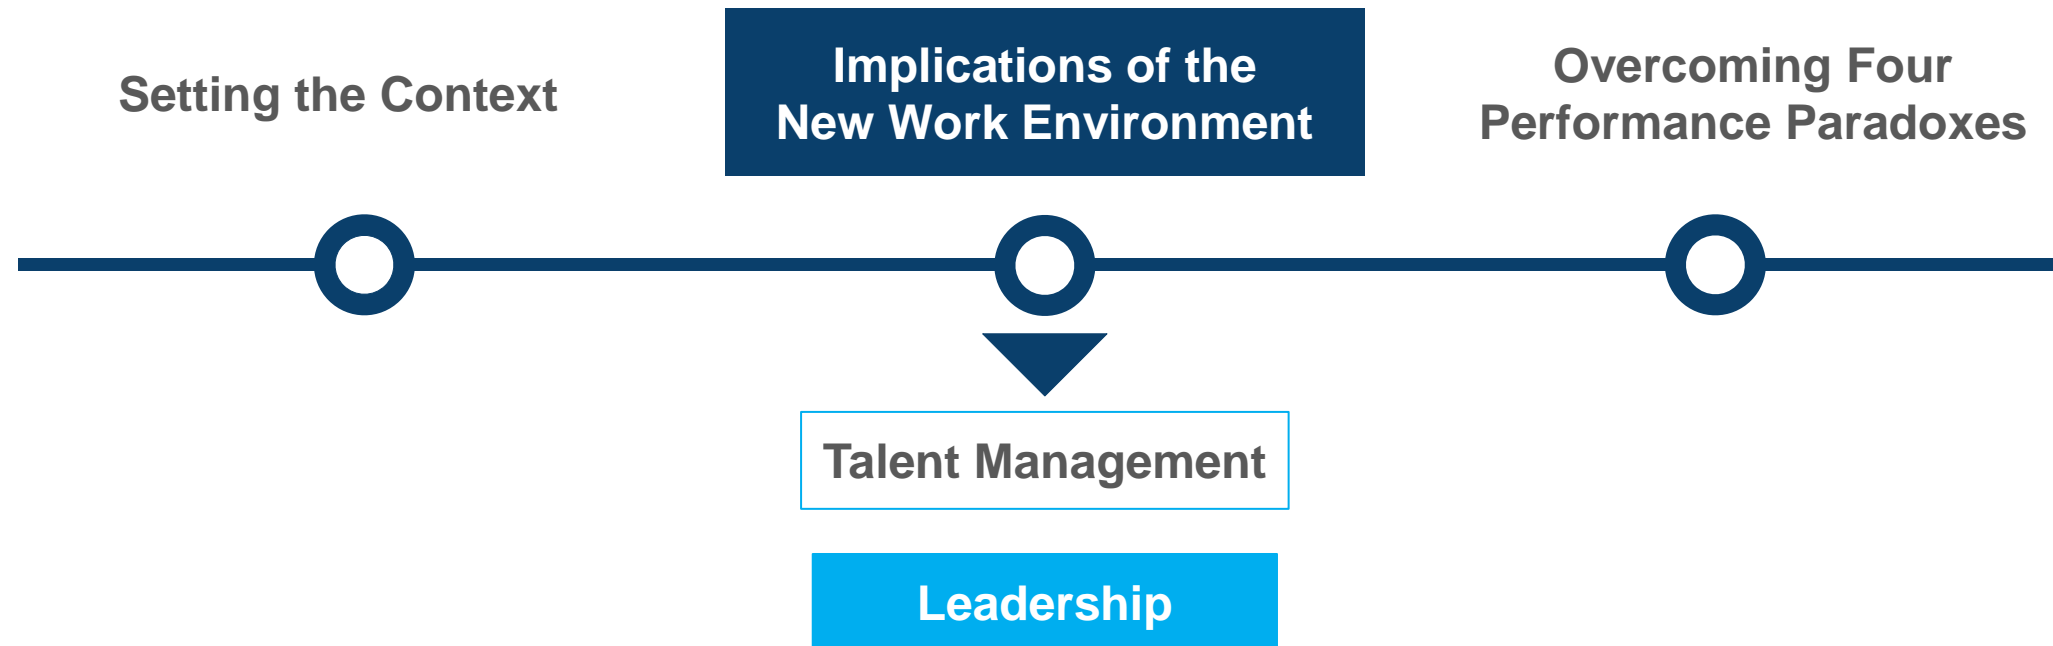 Setting the Context
Implications of the
New Work Environment
Overcoming Four
Performance Paradoxes
Talent Management
Leadership